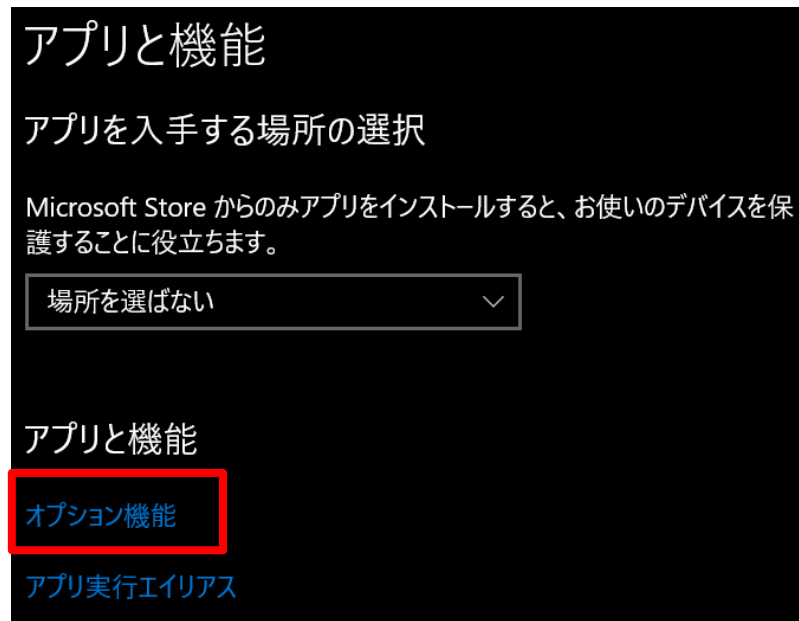 アプリと機能
アプリを入手する場所の選択
Microsoft Store からのみアプリをインストールすると、お使いのデバイスを保
護することに役立ちます。
場所を選ばない
アプリと機能
オプション機能
アプリ実行エイリアス